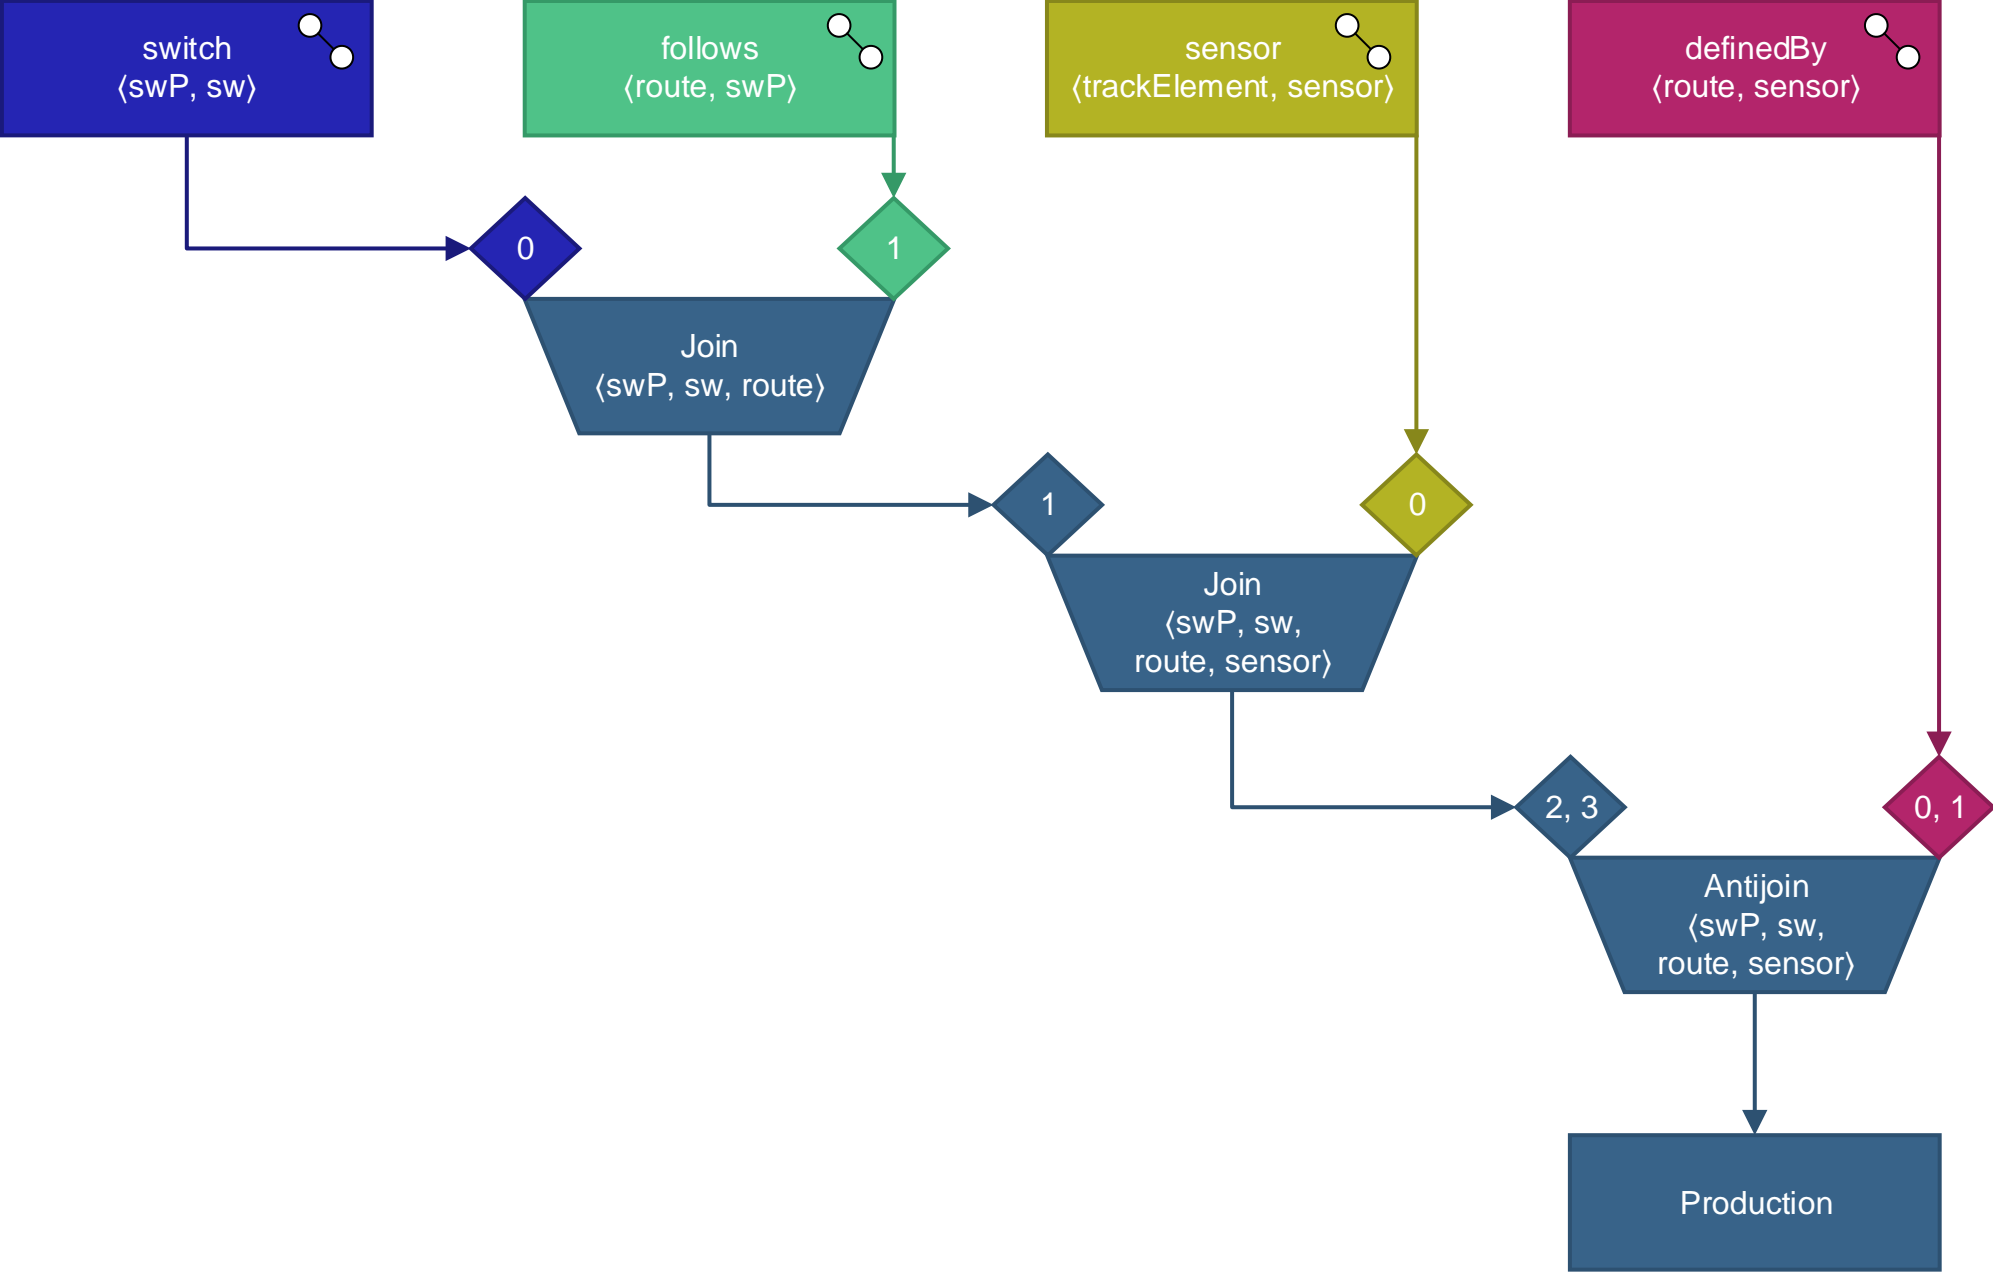 switch
⟨swP, sw⟩
follows
⟨route, swP⟩
sensor
⟨trackElement, sensor⟩
definedBy
⟨route, sensor⟩
0
1
Join
⟨swP, sw, route⟩
1
0
Join
⟨swP, sw,
route, sensor⟩
2, 3
0, 1
Antijoin
⟨swP, sw,
route, sensor⟩
Production